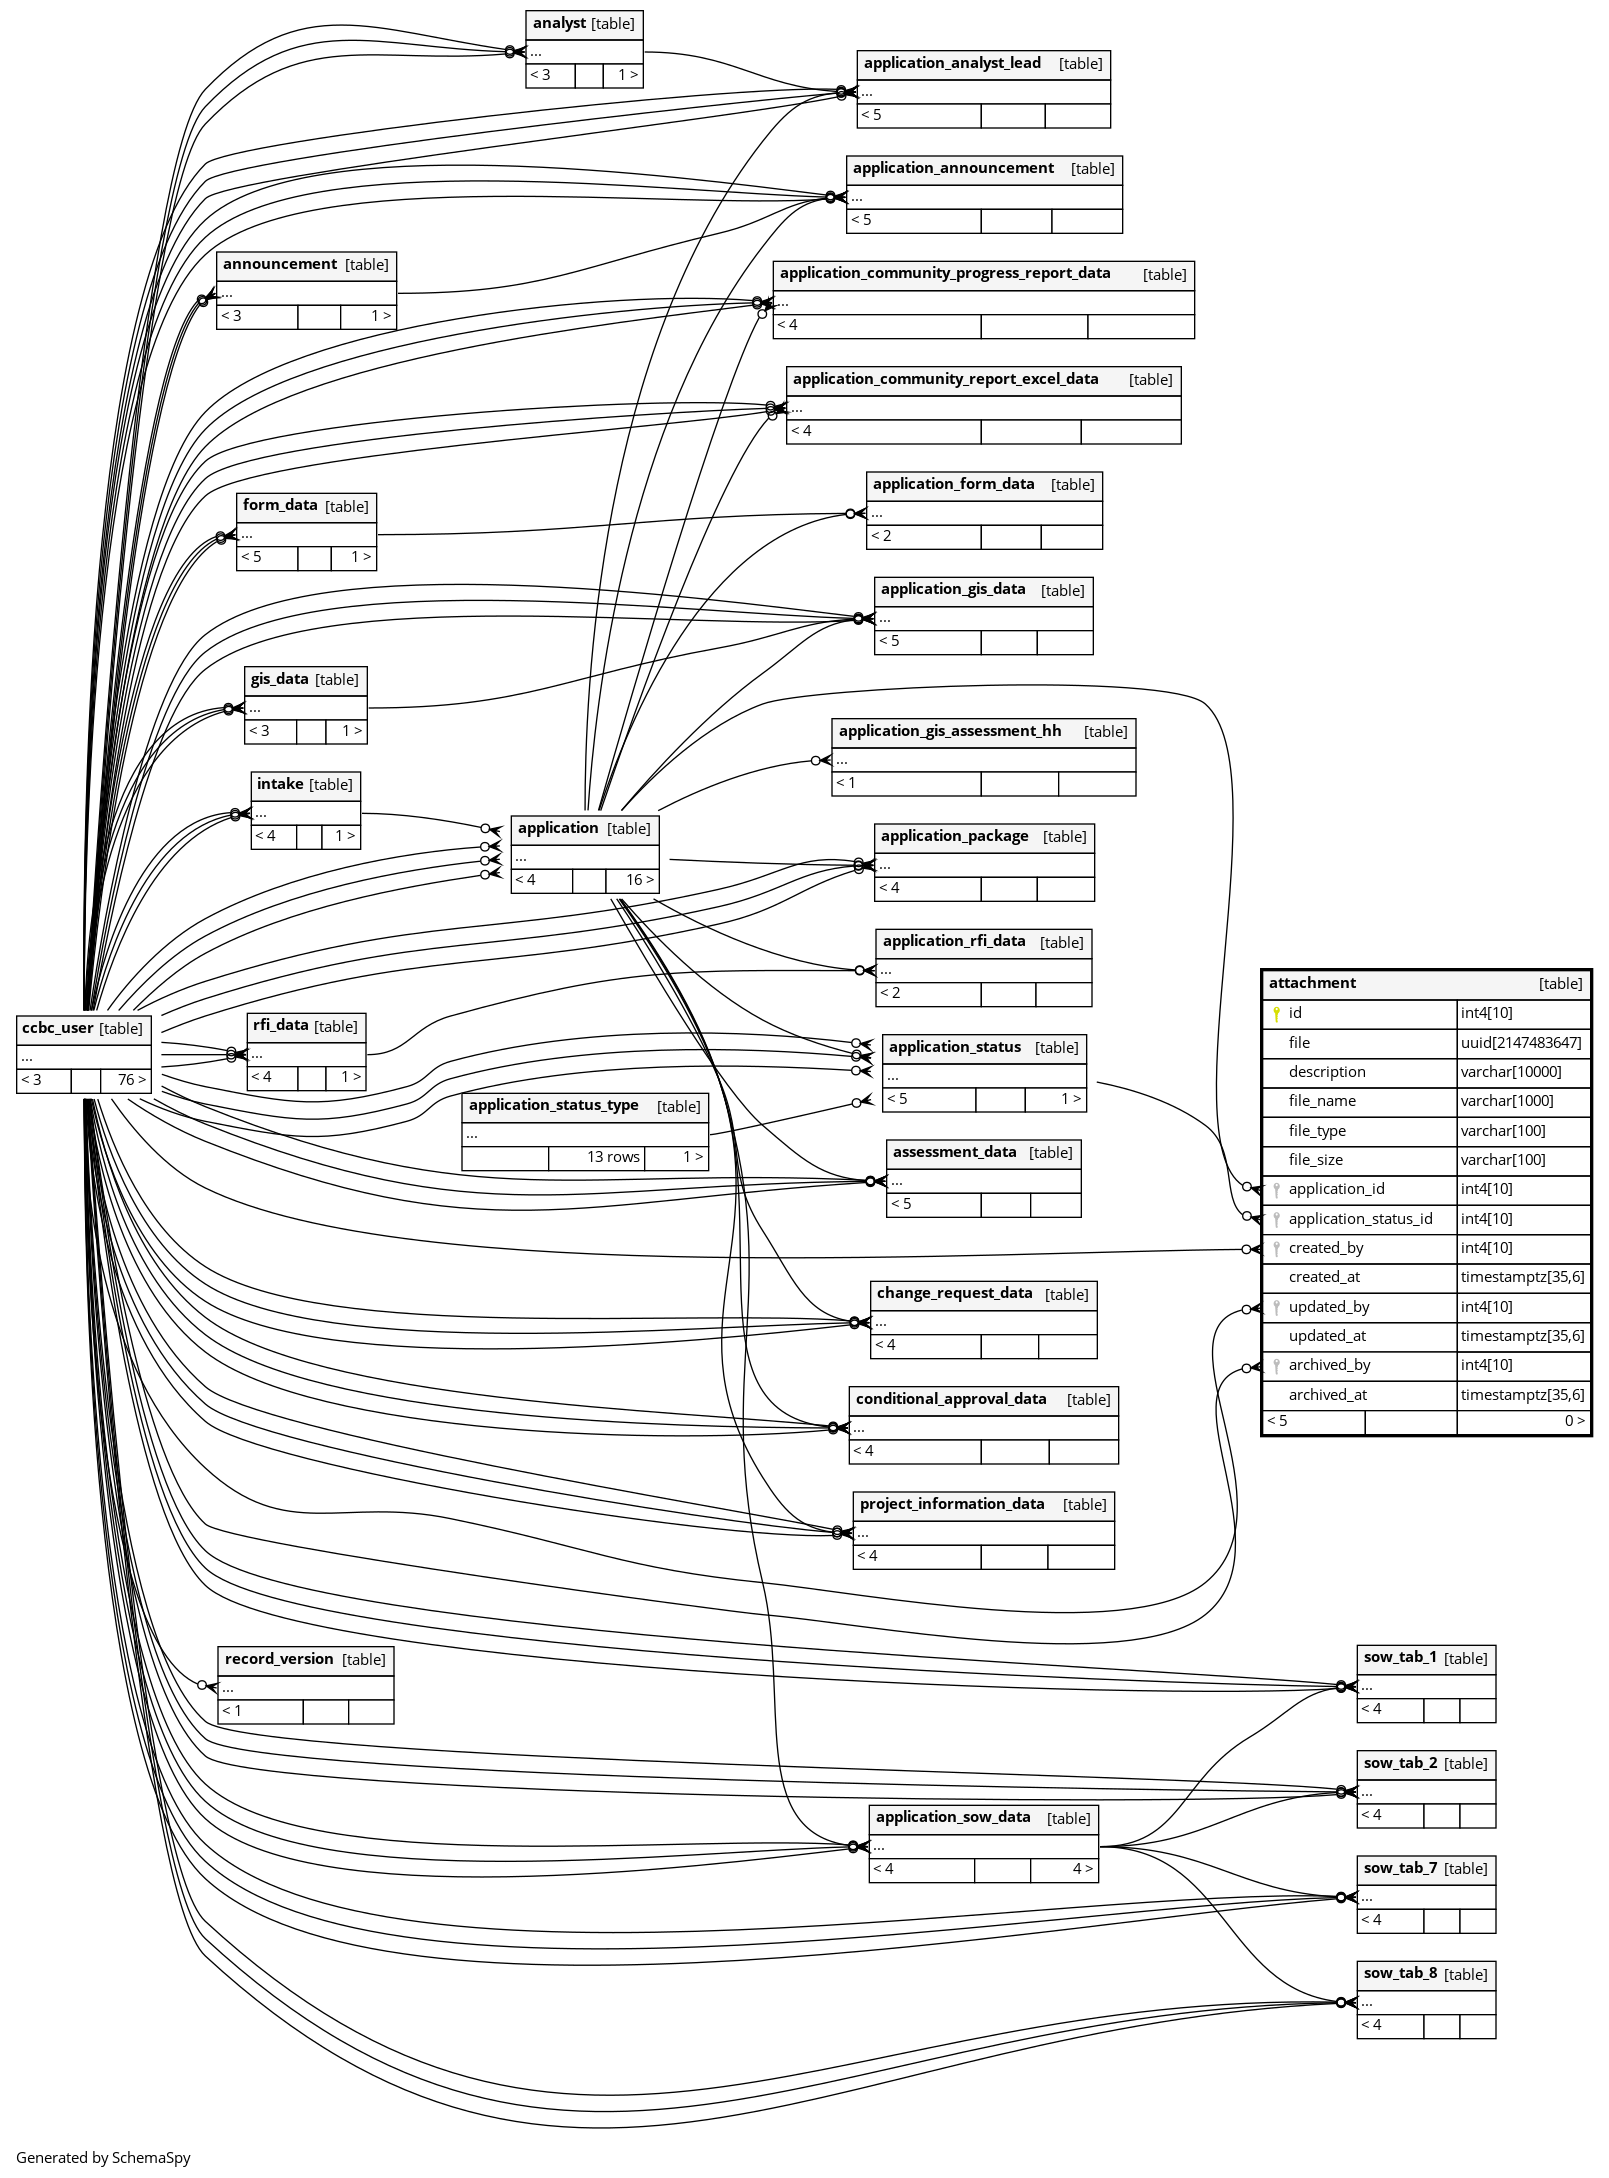 analyst [table]
...
< 3 1 >
application_analyst_lead [table]
...
< 5
application_announcement [table]
...
< 5
announcement [table]
...
< 3 1 >
application_community_progress_report_data [table]
...
< 4
application_community_report_excel_data [table]
...
< 4
application_form_data [table]
...
< 2
form_data [table]
...
< 5 1 >
application_gis_data [table]
...
< 5
gis_data [table]
...
< 3 1 >
application_gis_assessment_hh [table]
...
< 1
intake [table]
...
< 4 1 >
application [table]
...
< 4 16 >
application_package [table]
...
< 4
application_rfi_data [table]
...
< 2
ccbc_user [table]
...
< 3 76 >
rfi_data [table]
...
< 4 1 >
application_status [table]
...
< 5 1 >
application_status_type [table]
...
13 rows 1 >
assessment_data [table]
...
< 5
attachment [table]
id int4[10]
file uuid[2147483647]
description varchar[10000]
file_name varchar[1000]
file_type varchar[100]
file_size varchar[100]
application_id int4[10]
application_status_id int4[10]
created_by int4[10]
created_at timestamptz[35,6]
updated_by int4[10]
updated_at timestamptz[35,6]
archived_by int4[10]
archived_at timestamptz[35,6]
< 5 0 >
change_request_data [table]
...
< 4
conditional_approval_data [table]
...
< 4
project_information_data [table]
...
< 4
record_version [table]
...
< 1
sow_tab_1 [table]
...
< 4
sow_tab_2 [table]
...
< 4
application_sow_data [table]
...
< 4 4 >
sow_tab_7 [table]
...
< 4
sow_tab_8 [table]
...
< 4
Generated by SchemaSpy